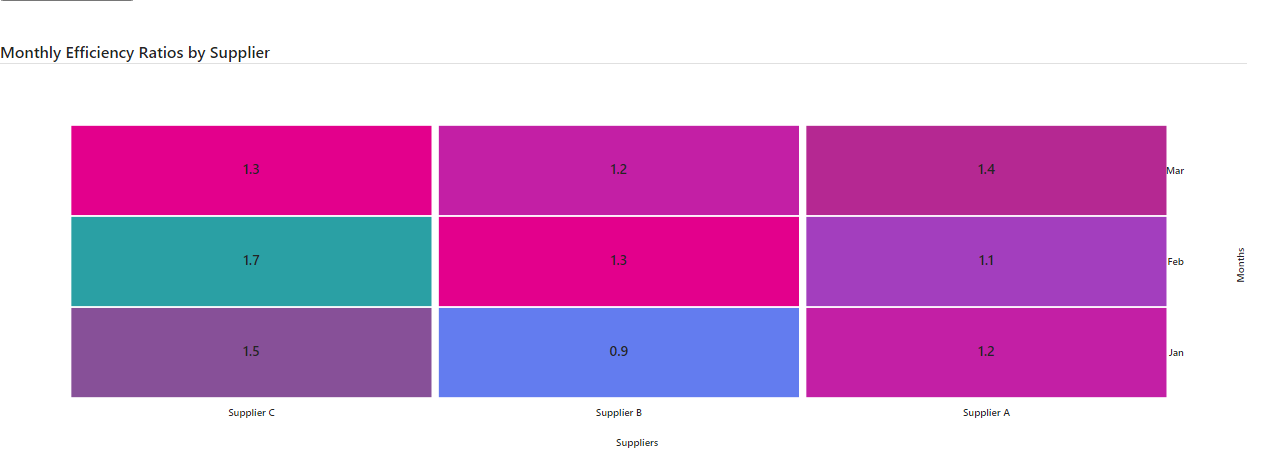 Monthly Efficiency Ratios by Supplier
1.3 1.2 1.4 Mar
1.7 1.3 1.1 Feb
Months
1.5 0.9 1.2 Jan
Supplier C Supplier B Supplier A
Suppliers